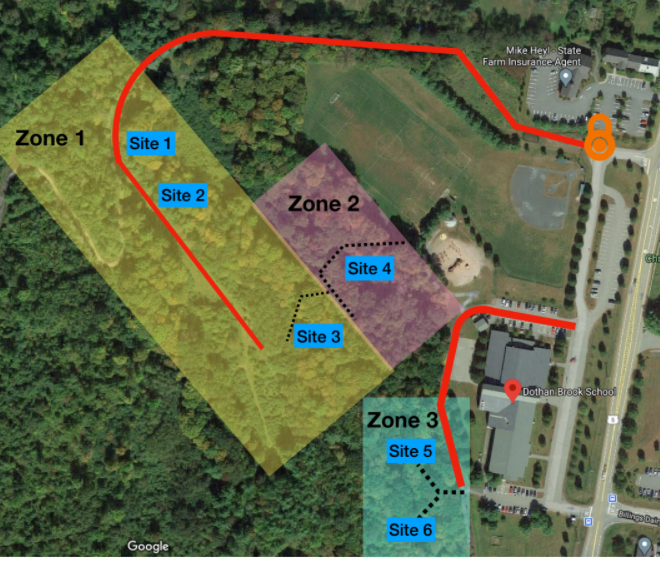 Mike Heyl - State
Farm Insurance Agent
Zone 1
Site 1
Site 2
Zone 2
Site 4
Site 3
Dothan Brook School
Zone 3
Site 5
Site 6
5
Google